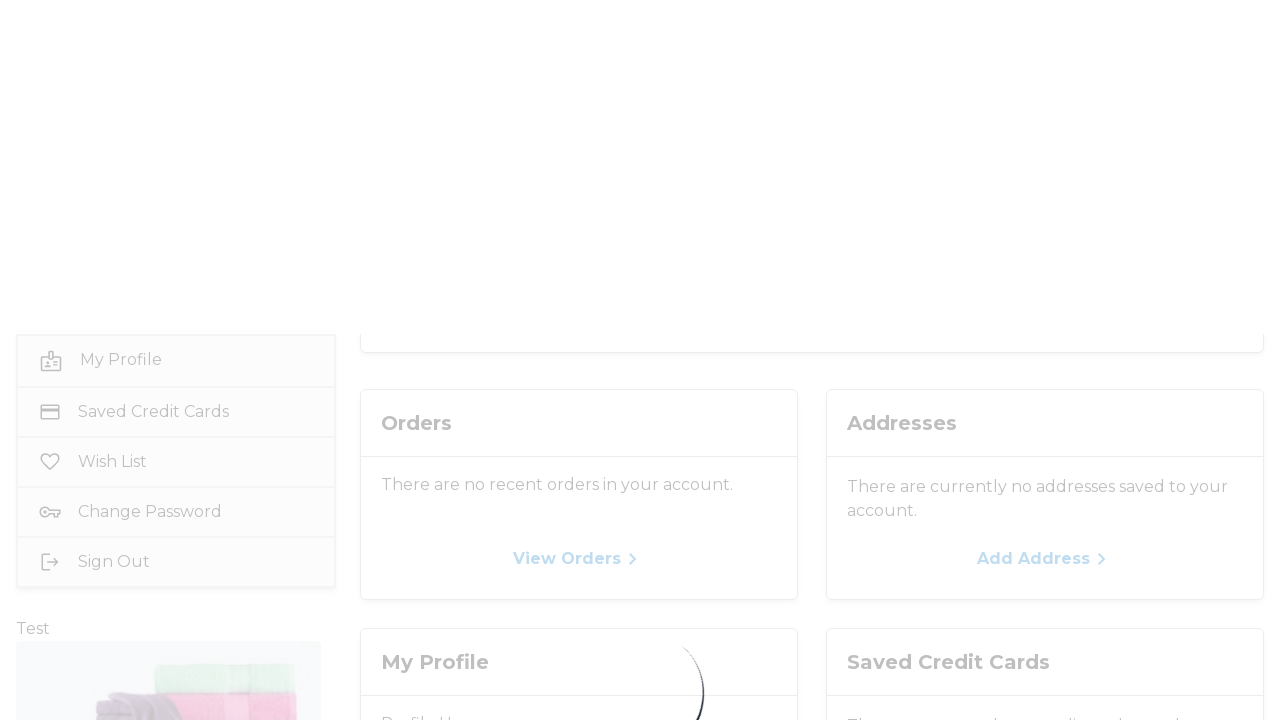 My Profile
Saved Credit Cards
Wish List
Change Password
Sign Out
Test
Orders
There are no recent orders in your account.
View Orders
Addresses
There are currently no addresses saved to your
account.
Add Address
My Profile
Saved Credit Cards